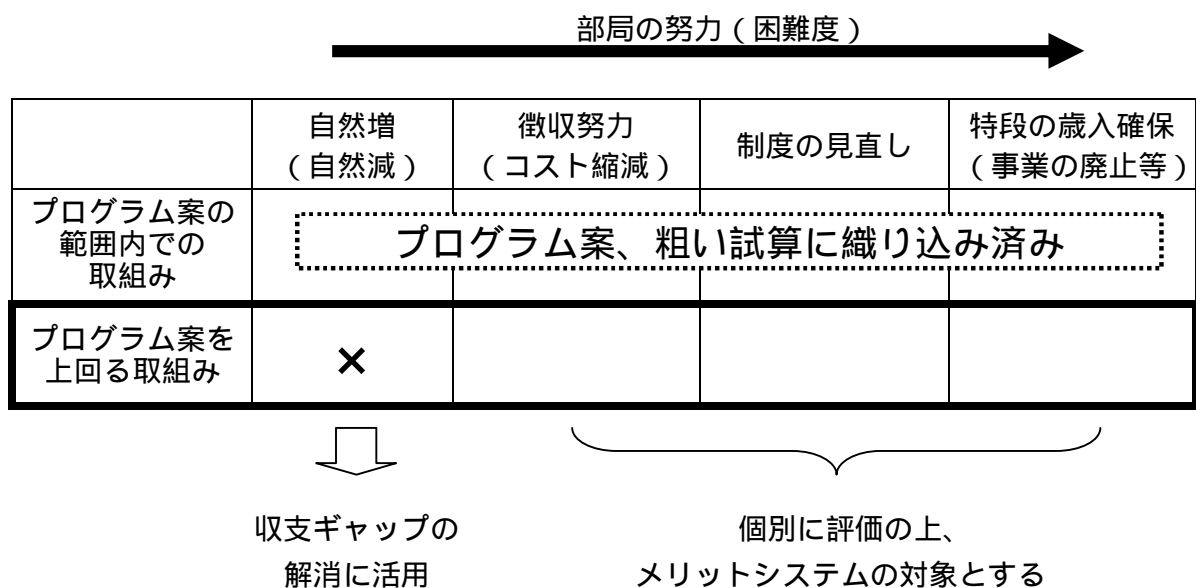 部局の努力(困難度)
自然増
(自然減)
徴収努力
(コスト縮減)
制度の見直し
特段の歳入確保
(事業の廃止等)
プログラム案の
範囲内での
取組み
プログラム案、粗い試算に織り込み済み
プログラム案を
上回る取組み
×
収支ギャップの
解消に活用
個別に評価の上、
メリットシステムの対象とする